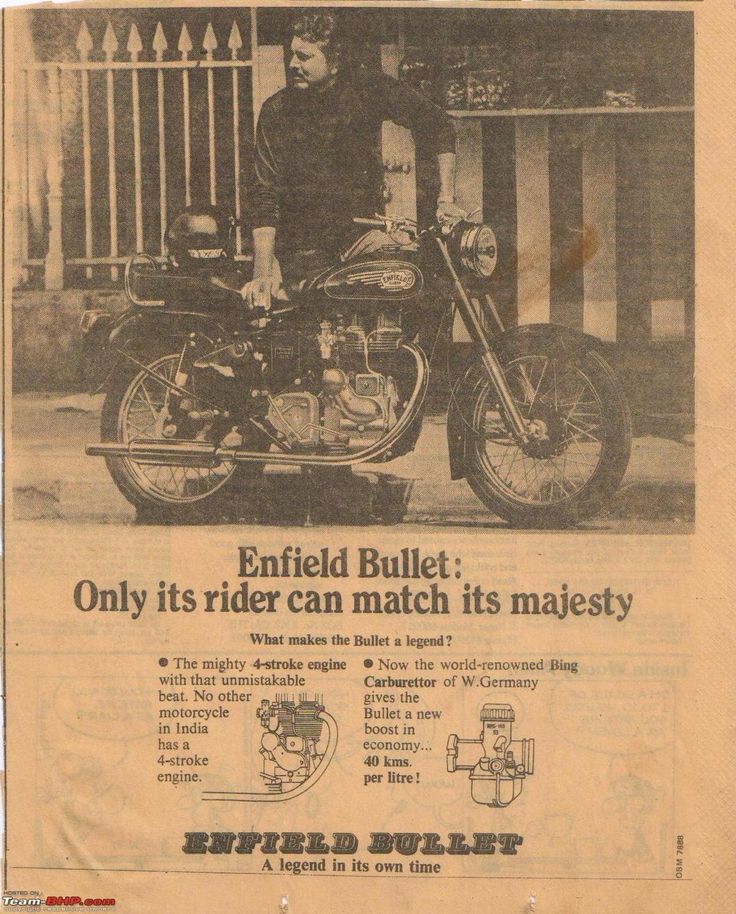 ENFIELD
Enfield Bullet:
Only its rider can match its majesty
What makes the Bullet a legend?
● The mighty 4-stroke engine
with that unmistakable
beat. No other
motorcycle
in India
has a
4-stroke
engine.
● Now the world-renowned Bing
Carburettor of W.Germany
gives the
Bullet a new
boost in
economy...
40 kms.
per litre!
ENFIELD BULLET
A legend in its own time
OBM 7888
HOSTED ON
Team-BHP.com